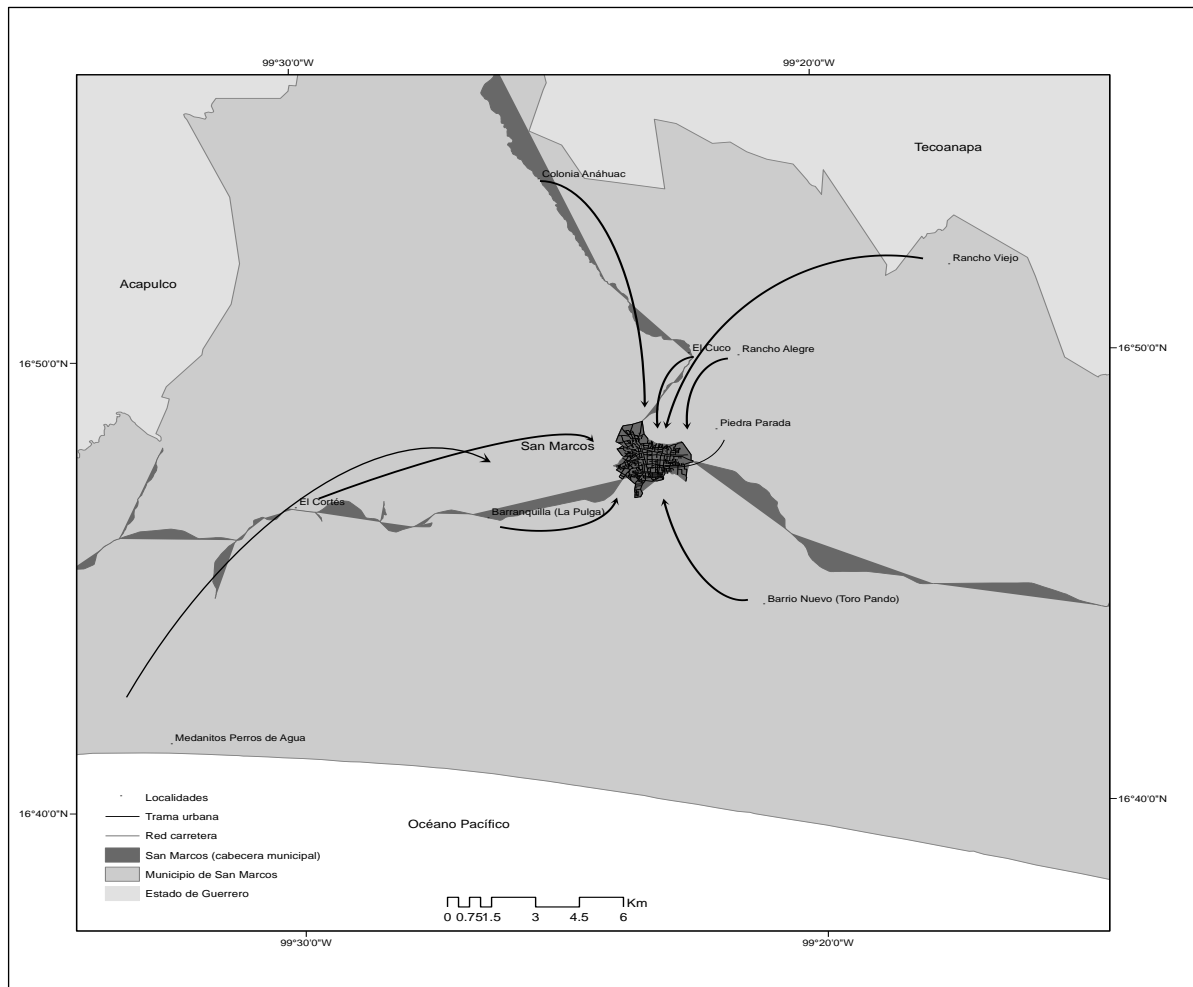 99°30'0"W
99°20'0"W
Tecoanapa
Colonia Anáhuac
Rancho Viejo
Acapulco
16°50'0"N
El Cuco
Rancho Alegre
16°50'0"N
Piedra Parada
San Marcos
El Cortés
Barranquilla (La Pulga)
Barrio Nuevo (Toro Pando)
Medanitos Perros de Agua
Localidades
16°40'0"N
16°40'0"N
Trama urbana
Océano Pacífico
Red carretera
San Marcos (cabecera municipal)
Municipio de San Marcos
Estado de Guerrero
Km
0 0.75 1.5 3 4.5 6
99°30'0"W
99°20'0"W